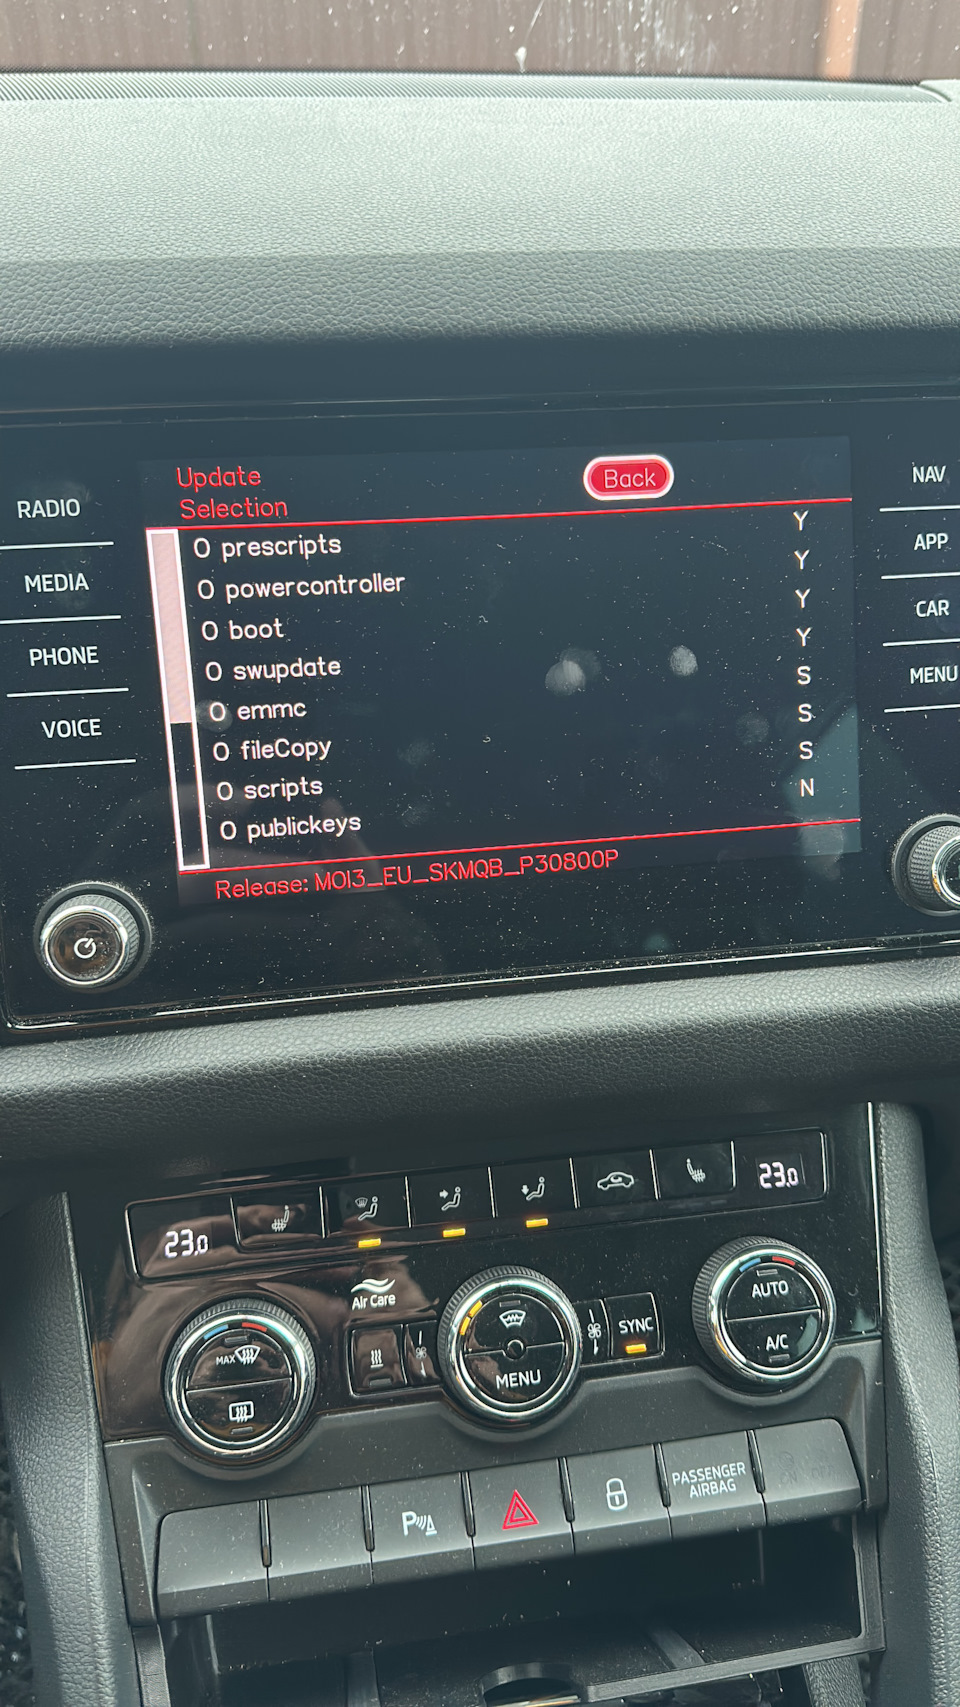 Update
Selection
Back
RADIO
MEDIA
PHONE
VOICE
O prescripts Y
O powercontroller Y
O boot Y
O swupdate Y
O emmc S
O fileCopy S
O scripts S
O publickeys N
Release: MOI3_EU_SKMQB_P30800P
NAV
APP
CAR
MENU
23.0
23.0
Air Care
MAX
MENU
SYNC
AUTO
A/C
P
PASSENGER
AIRBAG